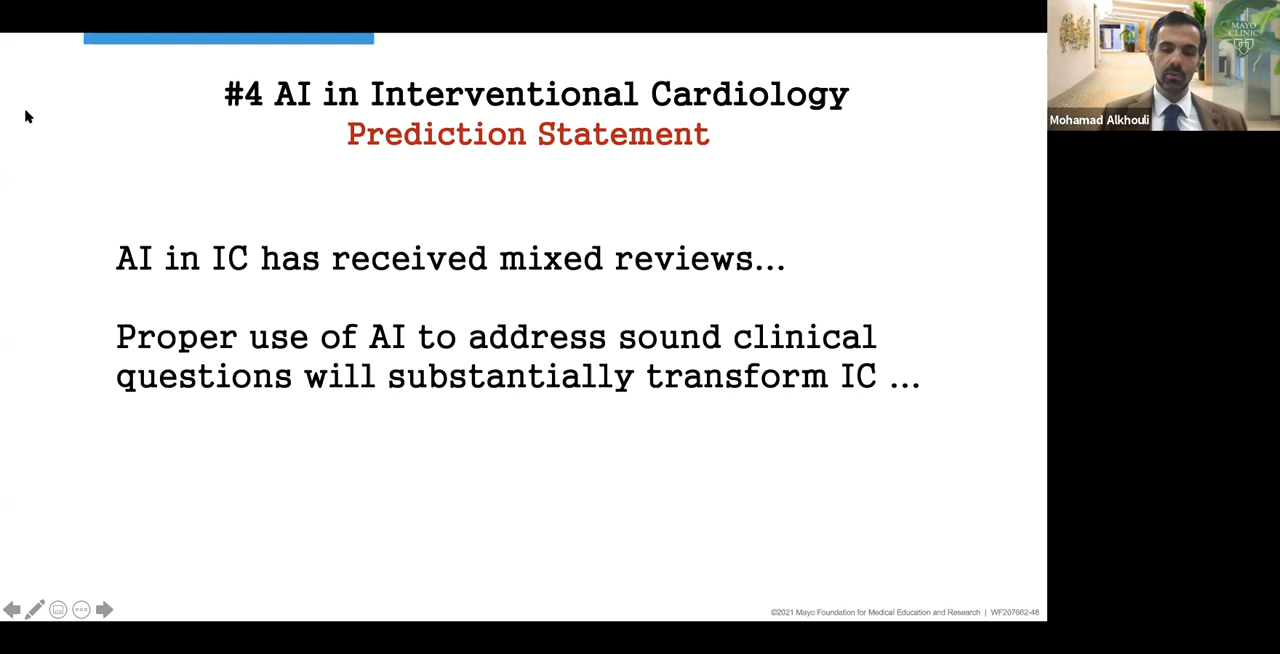 #4 AI in Interventional Cardiology
Prediction Statement
AI in IC has received mixed reviews...
Proper use of AI to address sound clinical
questions will substantially transform IC ...
©2021 Mayo Foundation for Medical Education and Research | WF207662-48
MAYO
CLINIC
Mohamad Alkhouli